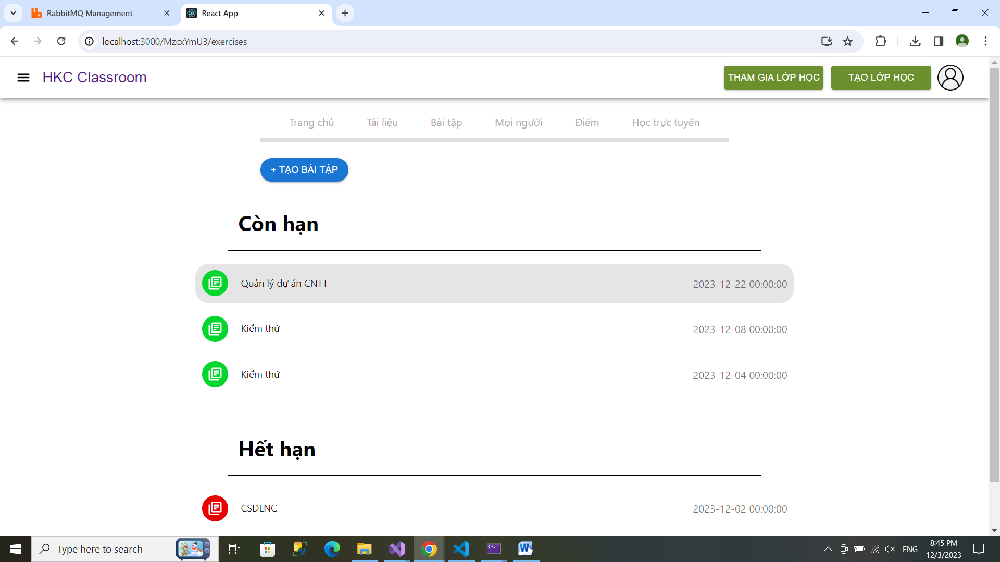 RabbitMQ Management
React App
localhost:3000/MzcxYmU3/exercises
HKC Classroom
THAM GIA LỚP HỌC
TẠO LỚP HỌC
Trang chủ Tài liệu Bài tập Mọi người Điểm Học trực tuyến
+ TẠO BÀI TẬP
Còn hạn
Quản lý dự án CNTT 2023-12-22 00:00:00
Kiểm thử 2023-12-08 00:00:00
Kiểm thử 2023-12-04 00:00:00
Hết hạn
CSDLNC 2023-12-02 00:00:00
Type here to search
ENG
8:45 PM
12/3/2023